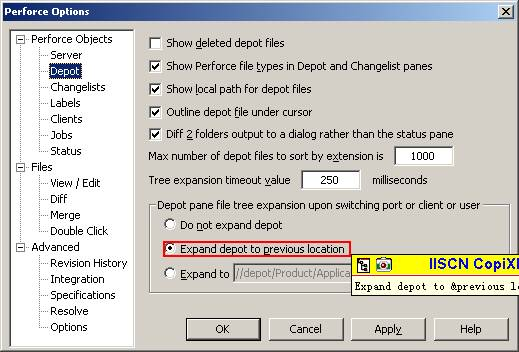 Perforce Options
Perforce Objects
Server
Depot
Changelists
Labels
Clients
Jobs
Status
Files
View / Edit
Diff
Merge
Double Click
Advanced
Revision History
Integration
Specifications
Resolve
Options
Show deleted depot files
Show Perforce file types in Depot and Changelist panes
Show local path for depot files
Outline depot file under cursor
Diff 2 folders output to a dialog rather than the status pane
Max number of depot files to sort by extension is 1000
Tree expansion timeout value 250 milliseconds
Depot pane file tree expansion upon switching port or client or user
Do not expand depot
Expand depot to previous location
Expand to //depot/Product/Applica
IISCN
Expand depot to &previous
OK Cancel Apply Help